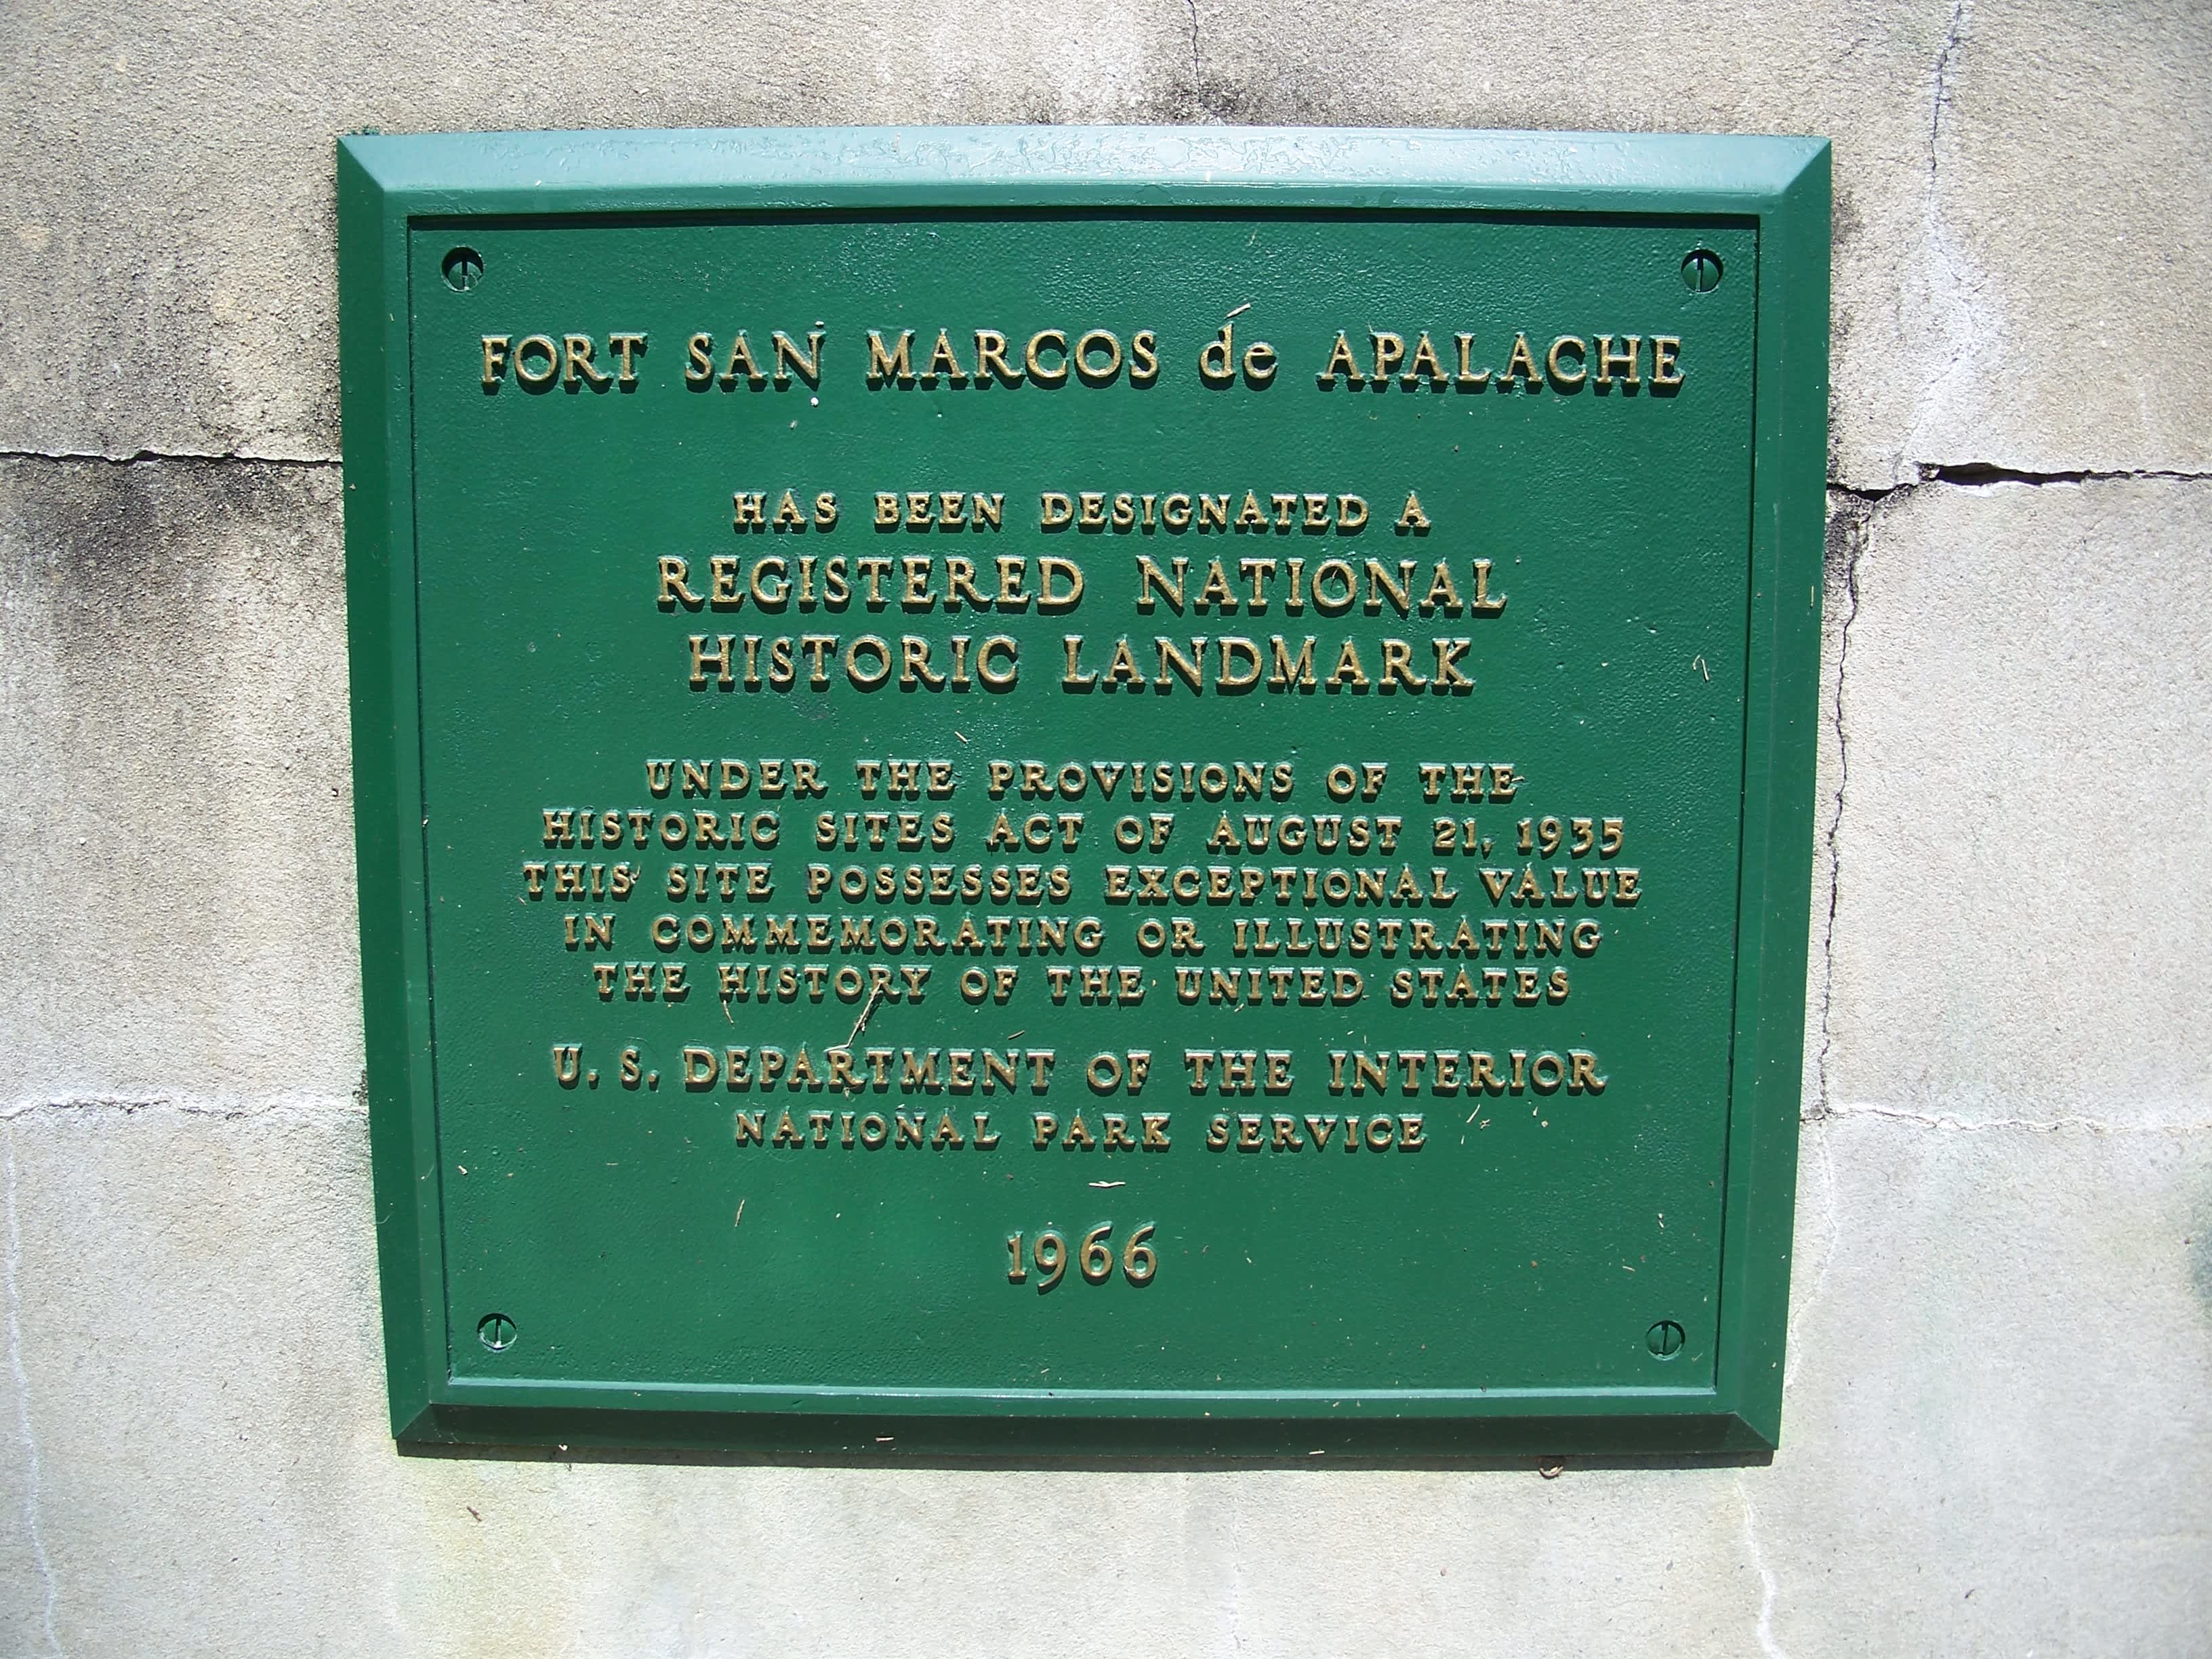 FORT SAN MARCOS de APALACHE
HAS BEEN DESIGNATED A
REGISTERED NATIONAL
HISTORIC LANDMARK
UNDER THE PROVISIONS OF THE
HISTORIC SITES ACT OF AUGUST 21, 1935
THIS SITE POSSESSES EXCEPTIONAL VALUE
IN COMMEMORATING OR ILLUSTRATING
THE HISTORY OF THE UNITED STATES
U. S. DEPARTMENT OF THE INTERIOR
NATIONAL PARK SERVICE
1966